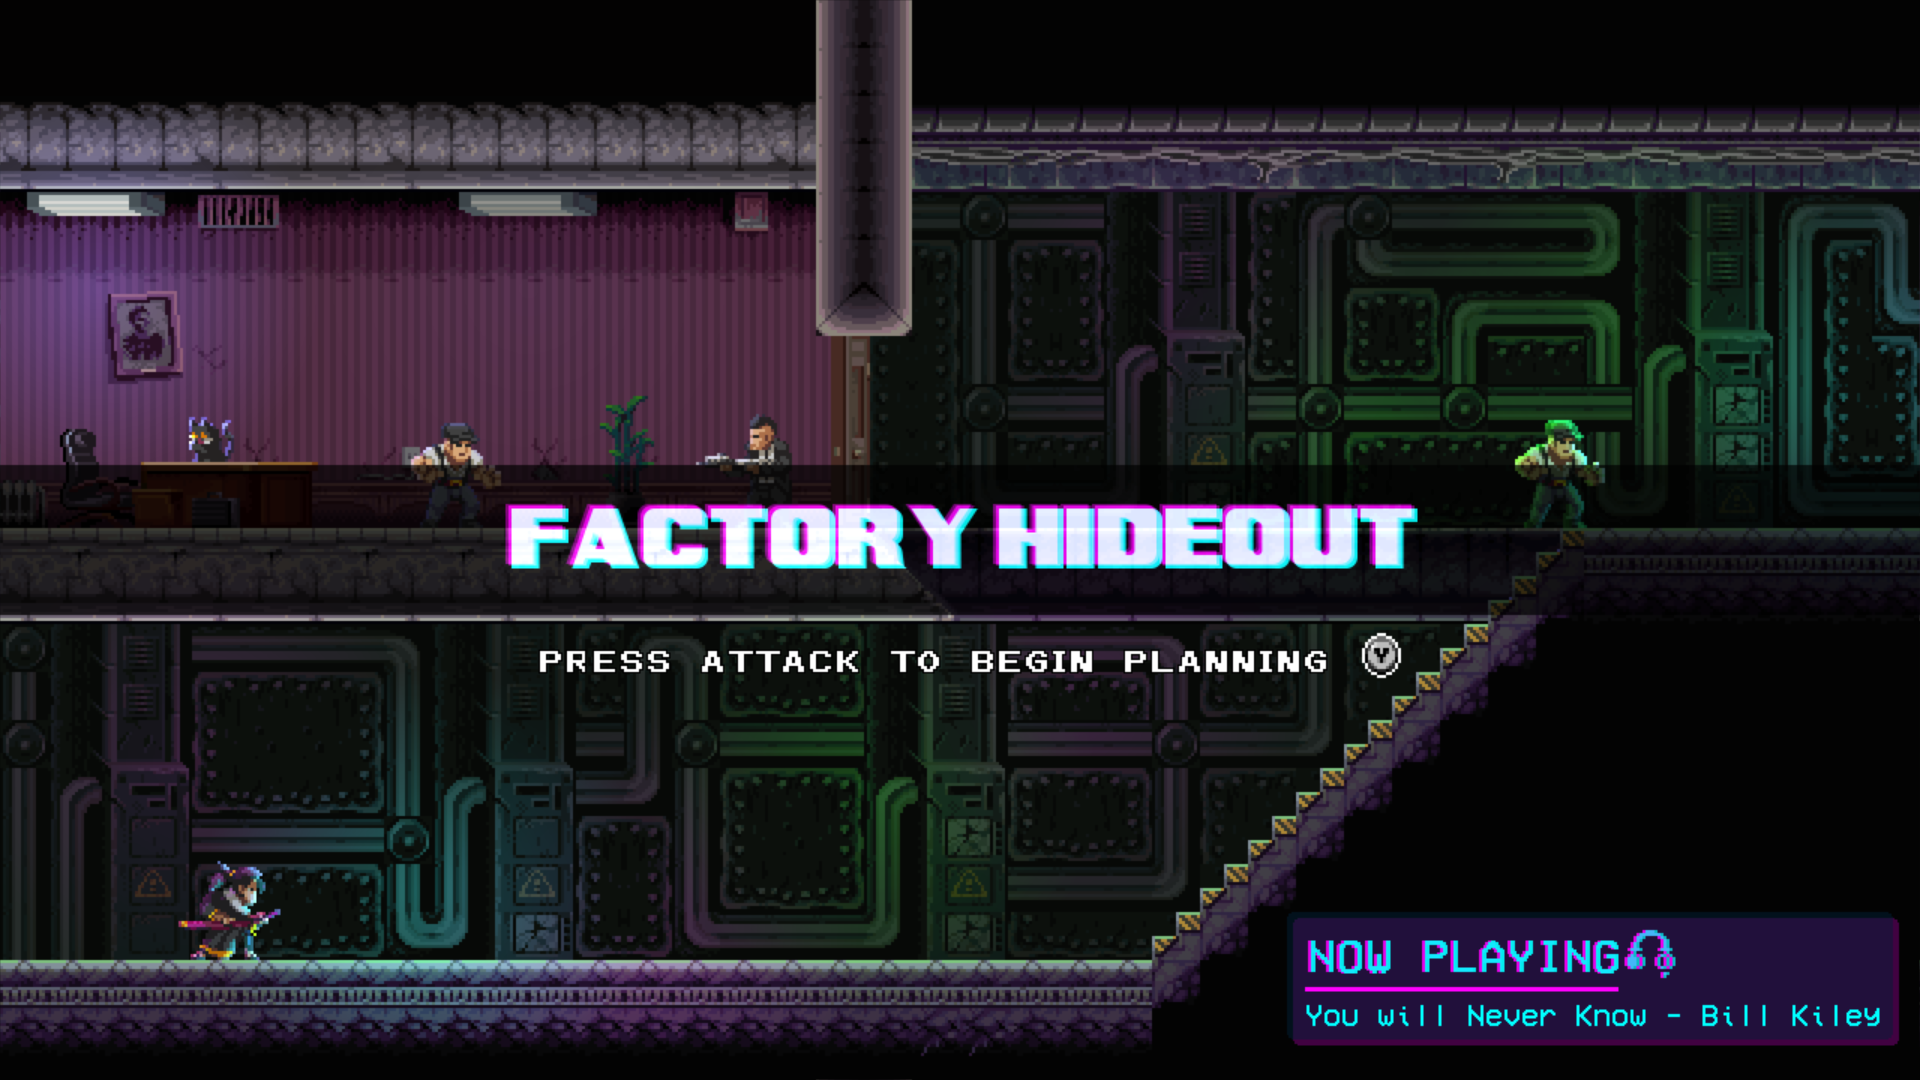 FACTORY HIDEOUT
PRESS ATTACK TO BEGIN PLANNING Y
NOW PLAYING
You will Never Know - Bill Kiley